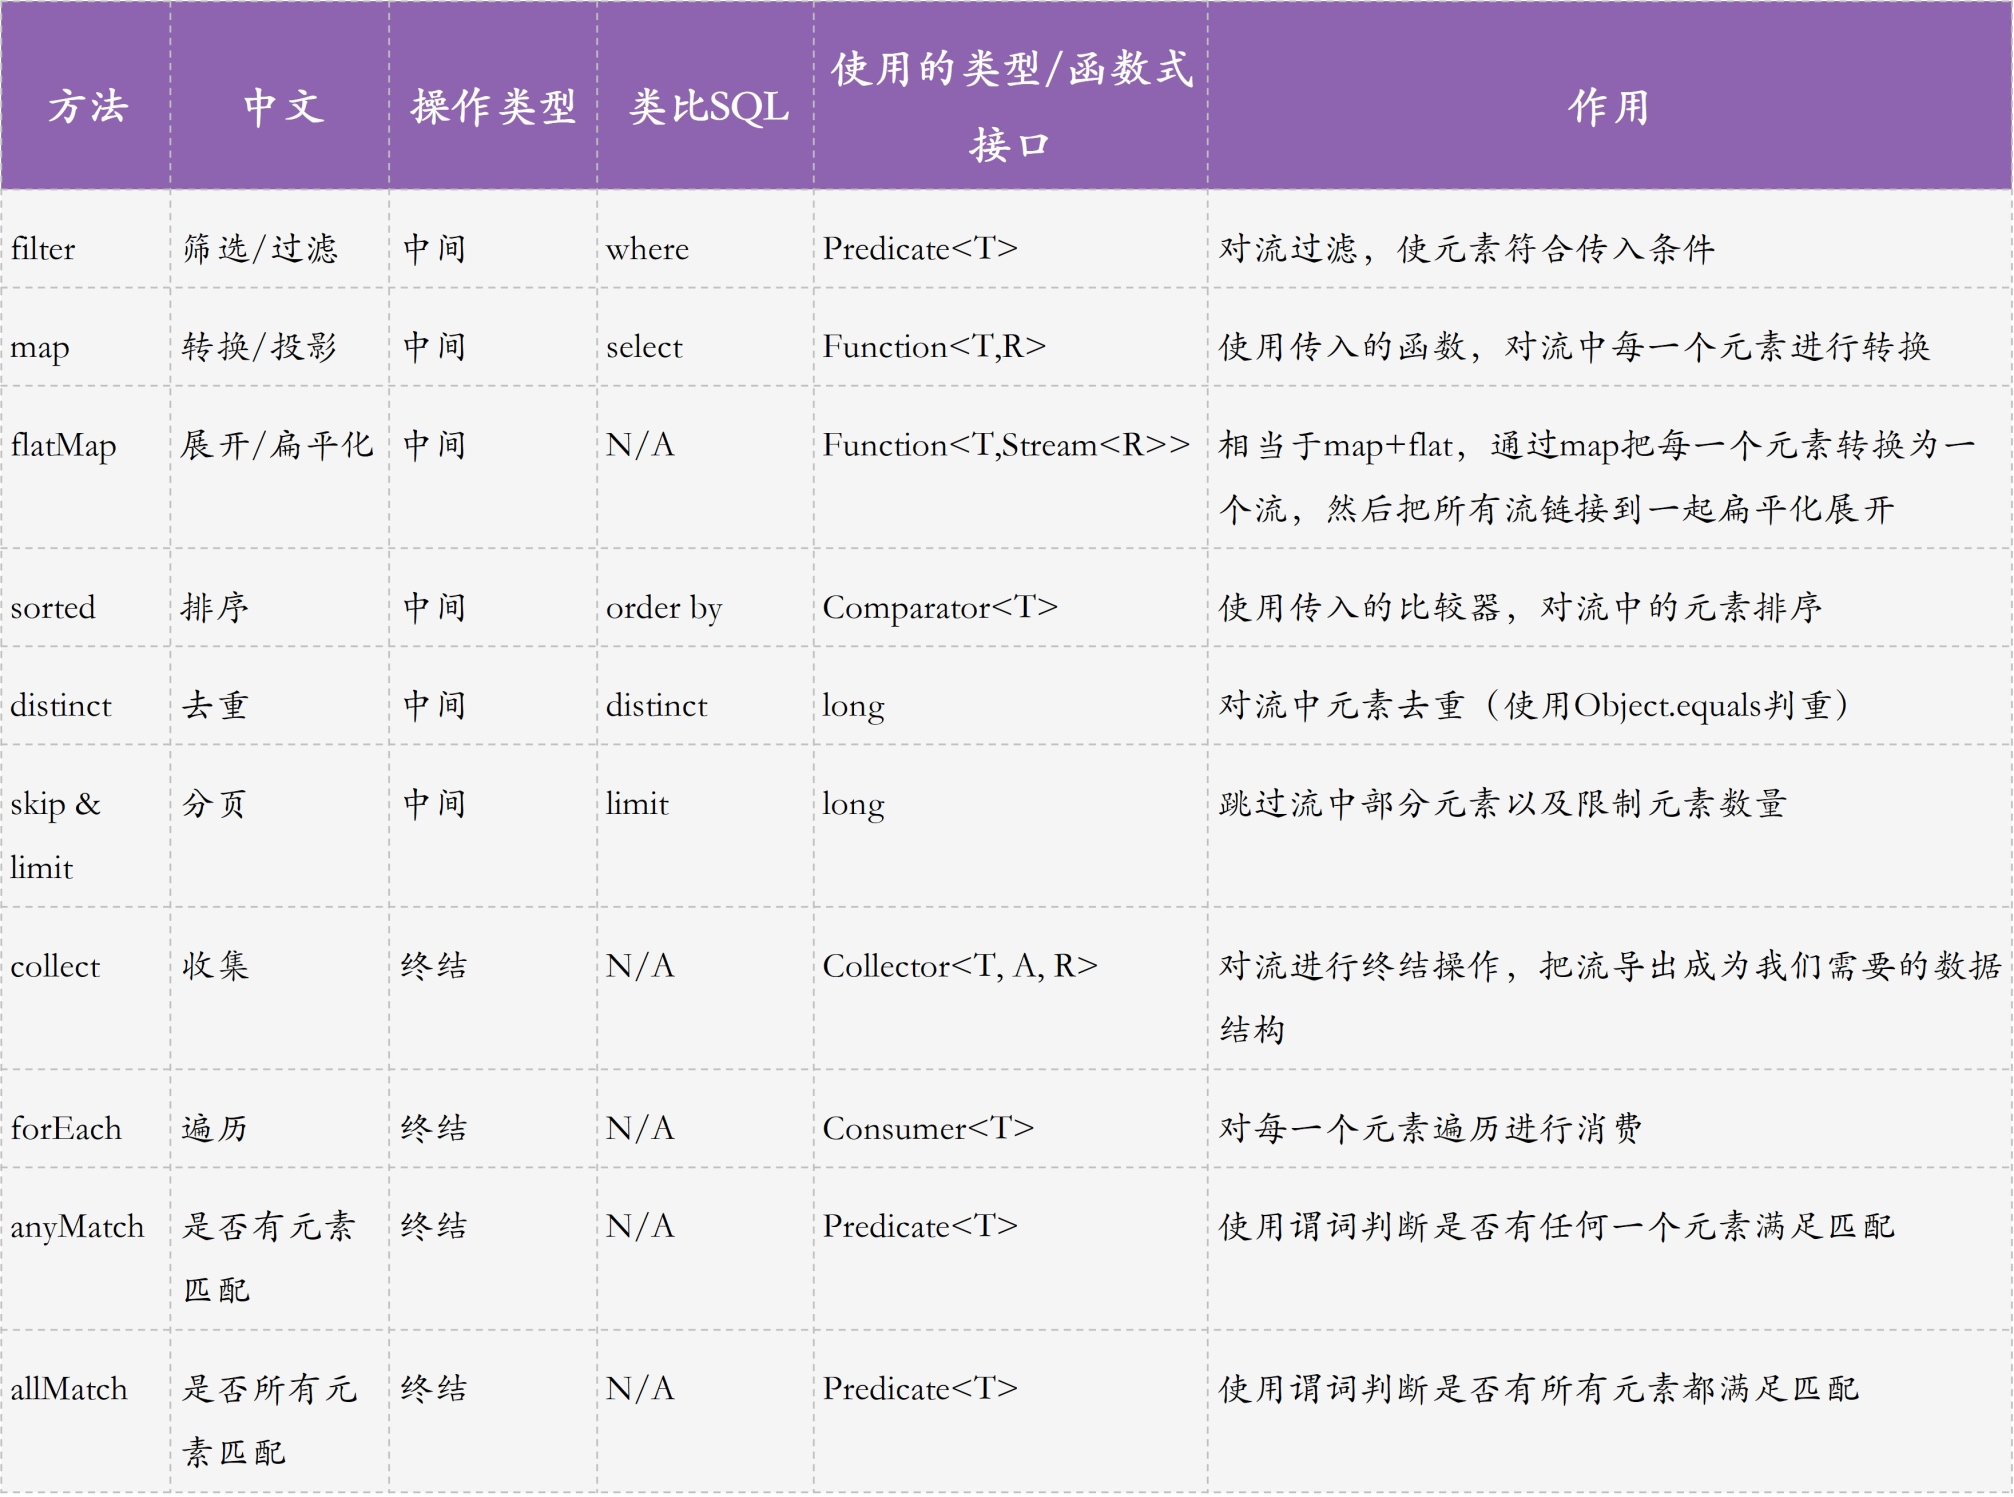 方法 中文 操作类型 类比SQL 使用的类型/函数式接口 作用
filter 筛选/过滤 中间 where Predicate<T> 对流过滤，使元素符合传入条件
map 转换/投影 中间 select Function<T,R> 使用传入的函数，对流中每一个元素进行转换
flatMap 展开/扁平化 中间 N/A Function<T,Stream<R>> 相当于map+flat，通过map把每一个元素转换为一
个流，然后把所有流链接到一起扁平化展开
sorted 排序 中间 order by Comparator<T> 使用传入的比较器，对流中的元素排序
distinct 去重 中间 distinct long 对流中元素去重（使用Object.equals判重）
skip & 分页 中间 limit long 跳过流中部分元素以及限制元素数量
limit
collect 收集 终结 N/A Collector<T, A, R> 对流进行终结操作，把流导出成为我们需要的数据
结构
forEach 遍历 终结 N/A Consumer<T> 对每一个元素遍历进行消费
anyMatch 是否有元素 终结 N/A Predicate<T> 使用谓词判断是否有任何一个元素满足匹配
匹配
allMatch 是否所有元 终结 N/A Predicate<T> 使用谓词判断是否有所有元素都满足匹配
素匹配